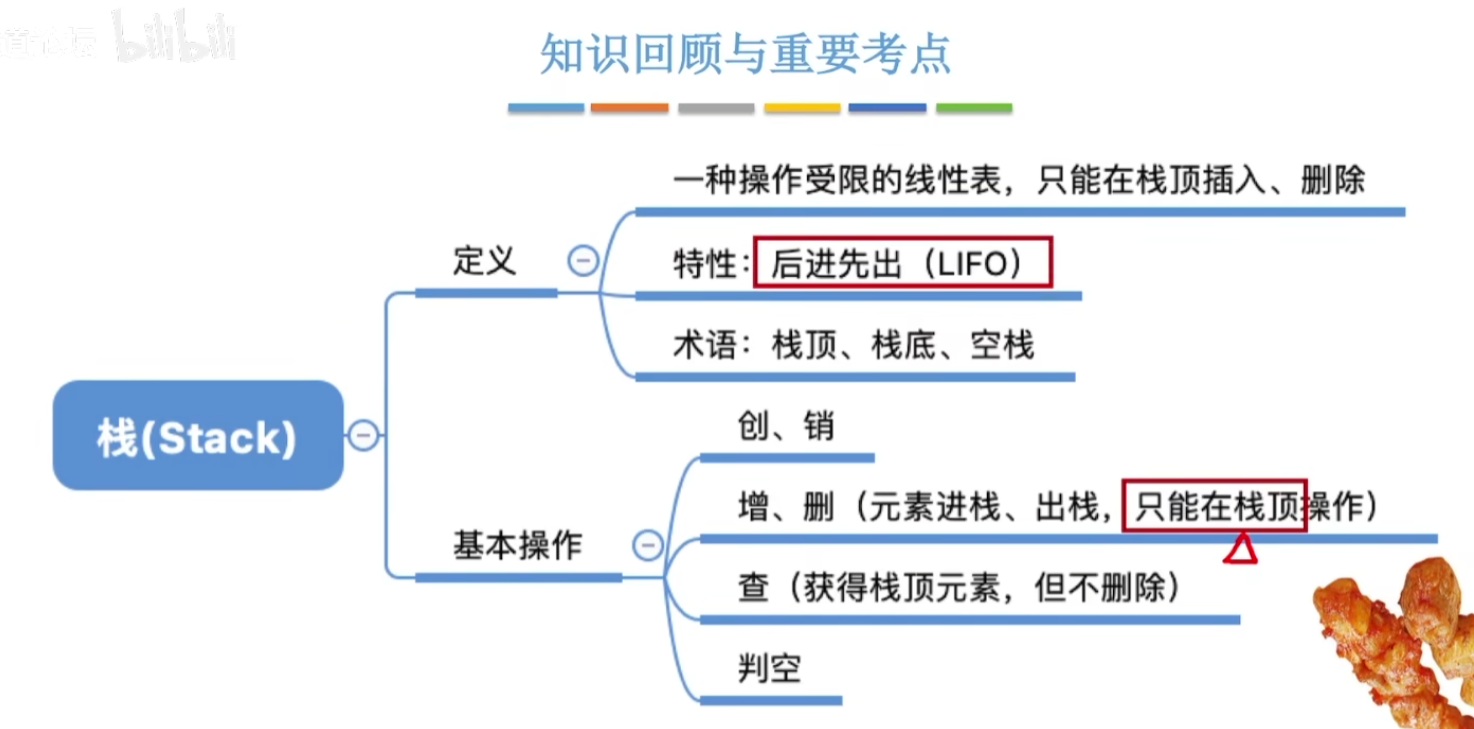 bilibili
知识回顾与重要考点
一种操作受限的线性表，只能在栈顶插入、删除
定义
特性：后进先出（LIFO）
术语：栈顶、栈底、空栈
栈(Stack)
创、销
增、删（元素进栈、出栈，只能在栈顶操作）
基本操作
查（获得栈顶元素，但不删除）
判空